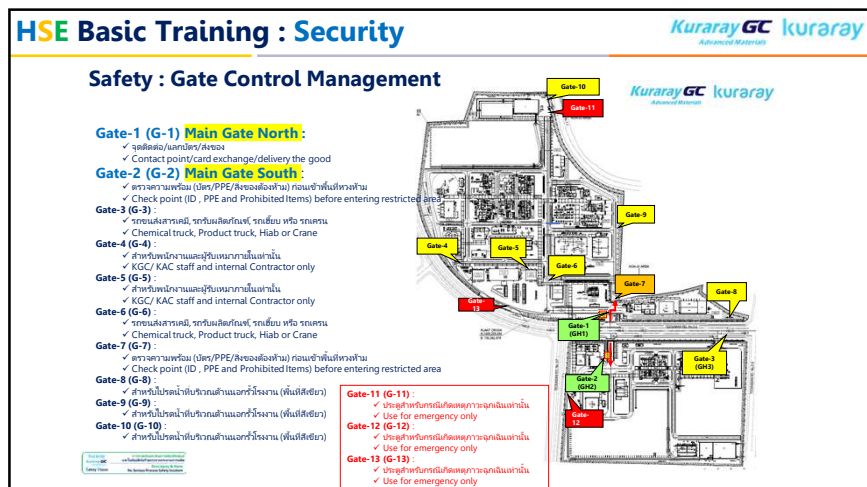 HSE Basic Training : Security
Kuraray GC kuraray
Advanced Materials
Safety : Gate Control Management
Kuraray GC kuraray
Advanced Materials
Gate-1 (G-1) Main Gate North :
✓ จุดติดต่อ/แลกบัตร/ส่งของ
✓ Contact point/card exchange/delivery the good
Gate-2 (G-2) Main Gate South :
✓ ตรวจความพร้อม (บัตร/PPE/สิ่งของต้องห้าม) ก่อนเข้าพื้นที่หวงห้าม
✓ Check point (ID , PPE and Prohibited Items) before entering restricted area
Gate-3 (G-3) :
✓ รถขนส่งสารเคมี, รถรับผลิตภัณฑ์, รถเฮี๊ยบ หรือ รถเครน
✓ Chemical truck, Product truck, Hiab or Crane
Gate-4 (G-4) :
✓ สำหรับพนักงานและผู้รับเหมาภายในเท่านั้น
✓ KGC/ KAC staff and internal Contractor only
Gate-5 (G-5) :
✓ สำหรับพนักงานและผู้รับเหมาภายในเท่านั้น
✓ KGC/ KAC staff and internal Contractor only
Gate-6 (G-6) :
✓ รถขนส่งสารเคมี, รถรับผลิตภัณฑ์, รถเฮี๊ยบ หรือ รถเครน
✓ Chemical truck, Product truck, Hiab or Crane
Gate-7 (G-7) :
✓ ตรวจความพร้อม (บัตร/PPE/สิ่งของต้องห้าม) ก่อนเข้าพื้นที่หวงห้าม
✓ Check point (ID , PPE and Prohibited Items) before entering restricted area
Gate-8 (G-8) :
✓ สำหรับไปรดน้ำที่บริเวณด้านนอกรั้วโรงงาน (พื้นที่สีเขียว)
Gate-9 (G-9) :
✓ สำหรับไปรดน้ำที่บริเวณด้านนอกรั้วโรงงาน (พื้นที่สีเขียว)
Gate-10 (G-10) :
✓ สำหรับไปรดน้ำที่บริเวณด้านนอกรั้วโรงงาน (พื้นที่สีเขียว)
Gate-11 (G-11) :
✓ ประตูสำหรับกรณีเกิดเหตุภาวะฉุกเฉินเท่านั้น
✓ Use for emergency only
Gate-12 (G-12) :
✓ ประตูสำหรับกรณีเกิดเหตุภาวะฉุกเฉินเท่านั้น
✓ Use for emergency only
Gate-13 (G-13) :
✓ ประตูสำหรับกรณีเกิดเหตุภาวะฉุกเฉินเท่านั้น
✓ Use for emergency only
Gate-10
Gate-11
Gate-9
Gate-4
Gate-5
Gate-6
Gate-7
Gate-8
Gate-
13
Gate-1
(GH1)
Gate-3
(GH3)
Gate-2
(GH2)
Gate-
12